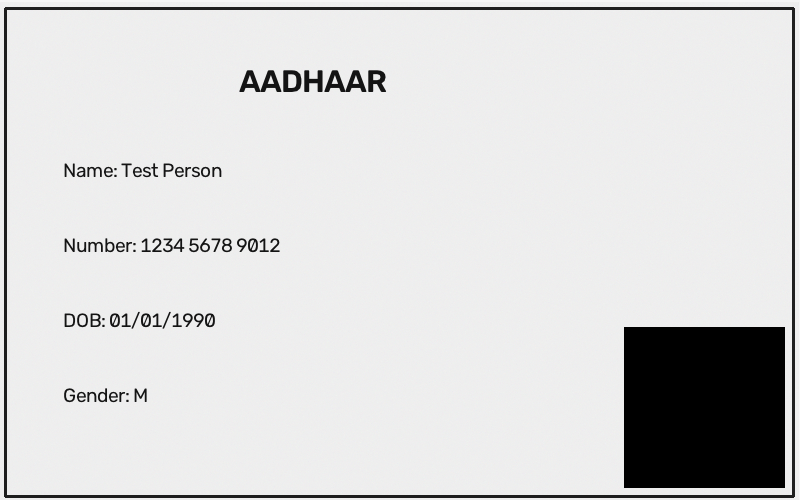 AADHAAR
Name: Test Person
Number: 1234 5678 9012
DOB: 01/01/1990
Gender: M